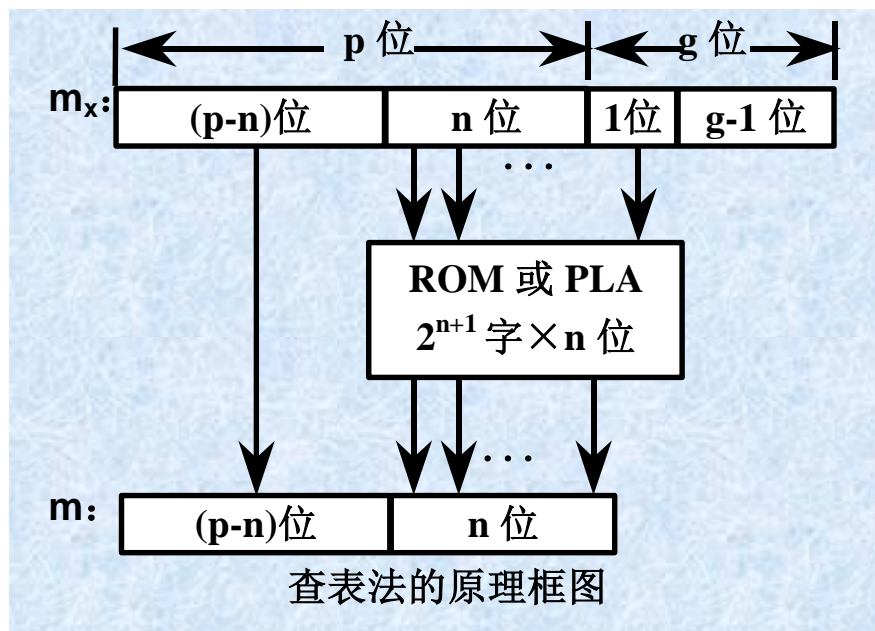 p 位 g 位
mₓ: (p-n)位 n 位 1位 g-1 位
···
ROM 或 PLA
2ⁿ⁺¹ 字×n 位
···
m: (p-n)位 n 位
查表法的原理框图